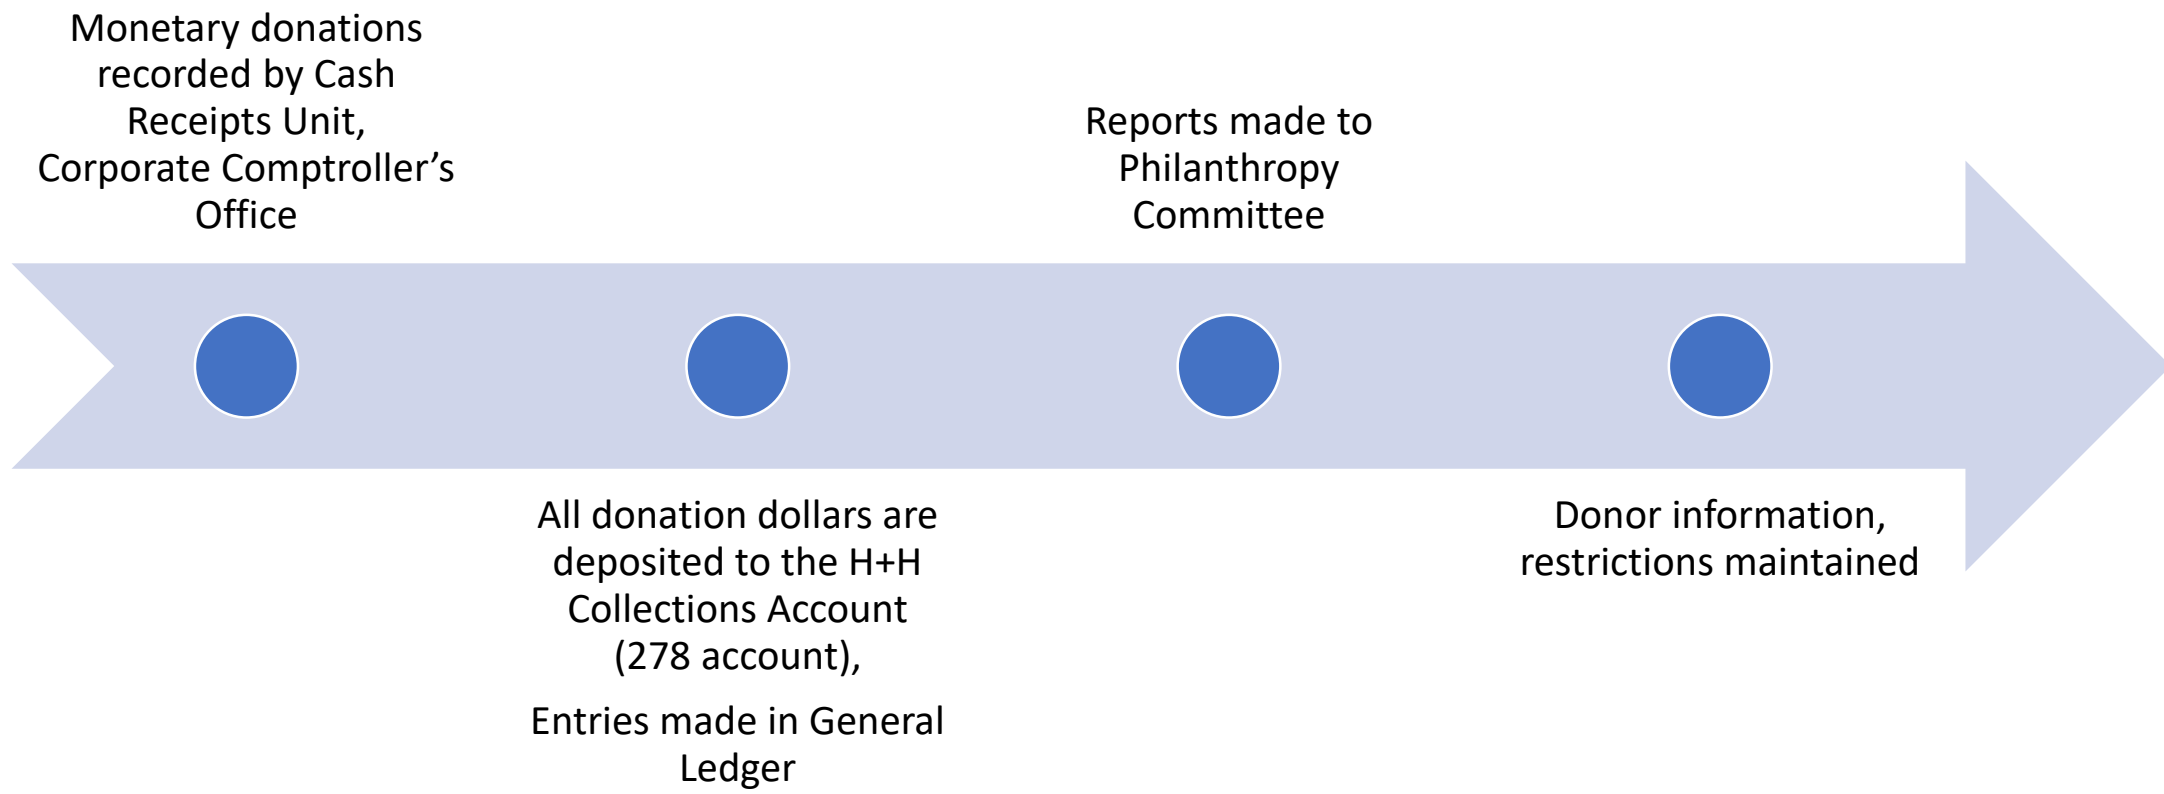 Monetary donations
recorded by Cash
Receipts Unit,
Corporate Comptroller’s
Office
All donation dollars are
deposited to the H+H
Collections Account
(278 account),
Entries made in General
Ledger
Reports made to
Philanthropy
Committee
Donor information,
restrictions maintained